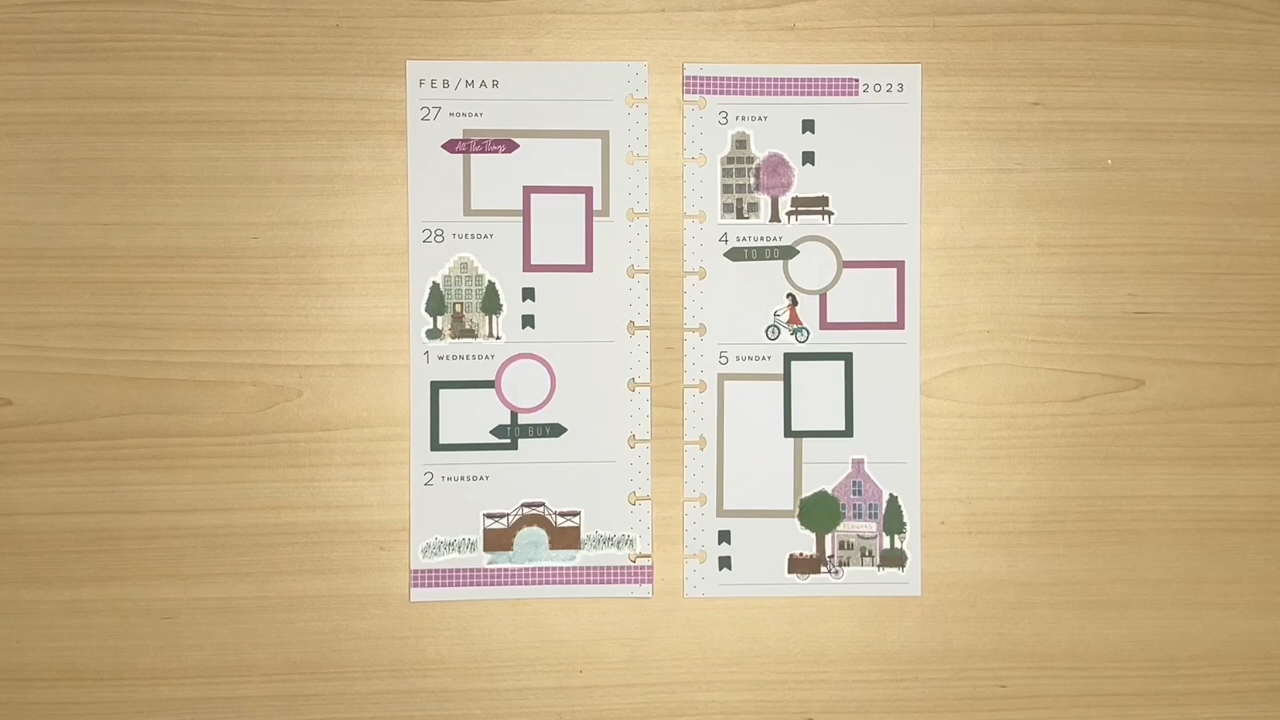 FEB/MAR
27 MONDAY
All The Things
28 TUESDAY
1 WEDNESDAY
TO BUY
2 THURSDAY
2023
3 FRIDAY
4 SATURDAY
TO DO
5 SUNDAY